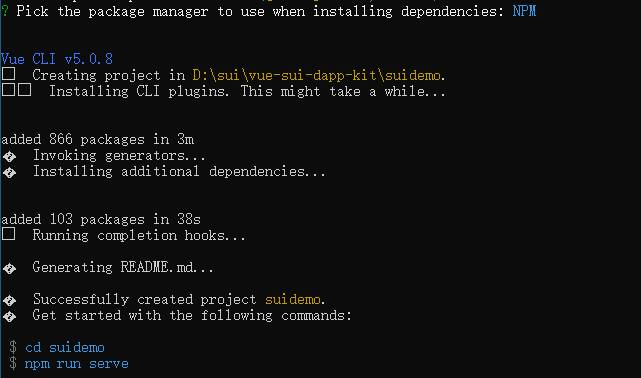 ? Pick the package manager to use when installing dependencies: NPM
Vue CLI v5.0.8
□ Creating project in D:\sui\vue-sui-dapp-kit\suidemo.
□□ Installing CLI plugins. This might take a while...
added 866 packages in 3m
� Invoking generators...
� Installing additional dependencies...
added 103 packages in 38s
□ Running completion hooks...
� Generating README.md...
� Successfully created project suidemo.
� Get started with the following commands:
$ cd suidemo
$ npm run serve